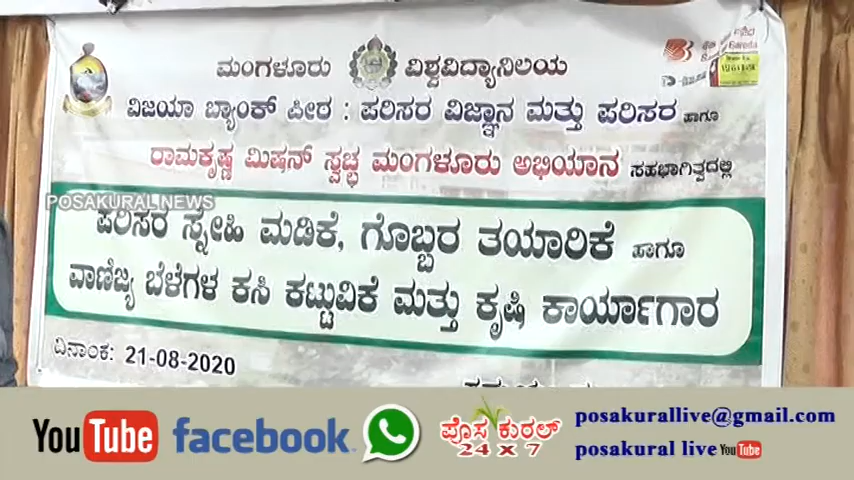 ಮಂಗಳೂರು ವಿಶ್ವವಿದ್ಯಾನಿಲಯ
ವಿಜಯಾ ಬ್ಯಾಂಕ್ ಪೀಠ : ಪರಿಸರ ವಿಜ್ಞಾನ ಮತ್ತು ಪರಿಸರ ಹಾಗೂ
ರಾಮಕೃಷ್ಣ ಮಿಷನ್ ಸ್ವಚ್ಛ ಮಂಗಳೂರು ಅಭಿಯಾನ ಸಹಭಾಗಿತ್ವದಲ್ಲಿ
POSAKURAL NEWS
ಪರಿಸರ ಸ್ನೇಹಿ ಮಡಿಕೆ, ಗೊಬ್ಬರ ತಯಾರಿಕೆ ಹಾಗೂ
ವಾಣಿಜ್ಯ ಬೆಳೆಗಳ ಕಸಿ ಕಟ್ಟುವಿಕೆ ಮತ್ತು ಕೃಷಿ ಕಾರ್ಯಾಗಾರ
ದಿನಾಂಕ: 21-08-2020
YouTube facebook ಪೊಸ ಕುರಲ್ posakurallive@gmail.com
24 x 7 posakural live YouTube